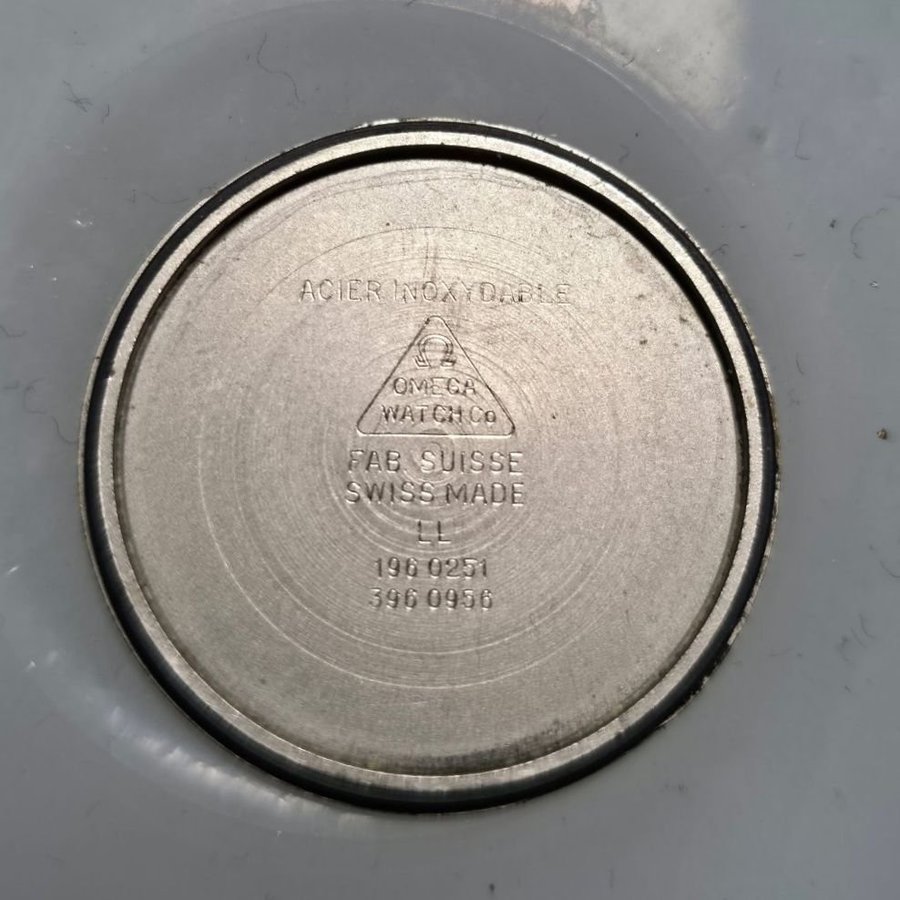 ACIER INOXYDABLE
Ω
OMEGA
WATCH Co
FAB. SUISSE
SWISS MADE
LL
196 0251
396 0956